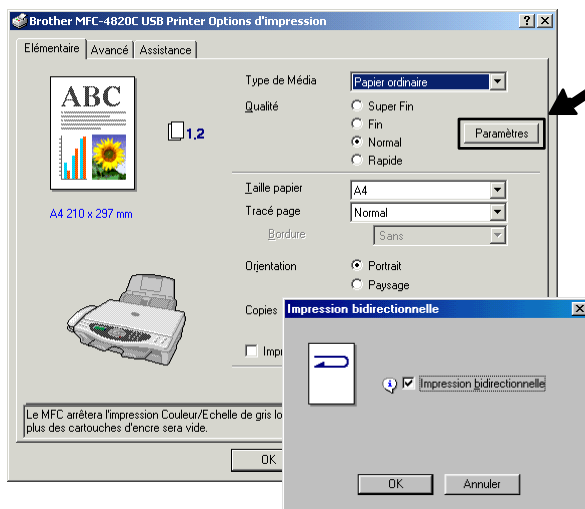 Brother MFC-4820C USB Printer Options d'impression
Elémentaire Avancé Assistance
ABC
1.2
A4 210 x 297 mm
Type de Média Papier ordinaire
Qualité
Super Fin
Fin
Normal
Rapide
Paramètres
Taille papier A4
Tracé page Normal
Bordure Sans
Orientation
Portrait
Paysage
Copies
Le MFC arrêtera l'impression Couleur/Echelle de gris
plus des cartouches d'encre sera vide.
OK
Impression bidirectionnelle
Impression bidirectionnelle
OK Annuler